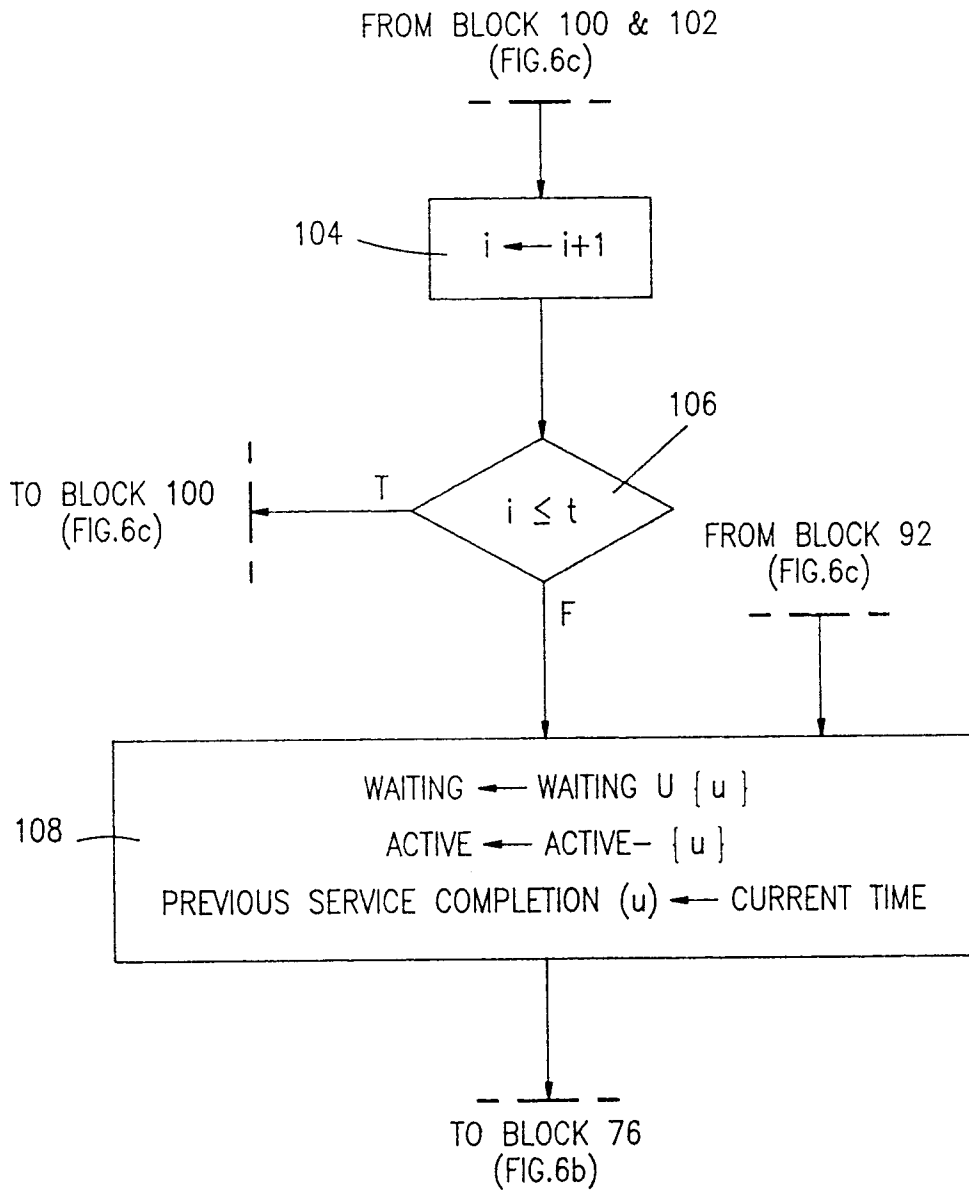 FROM BLOCK 100 & 102
(FIG.6c)
104
i ← i+1
106
TO BLOCK 100
(FIG.6c)
T
i ≤ t
FROM BLOCK 92
(FIG.6c)
F
WAITING ← WAITING U {u}
108
ACTIVE ← ACTIVE– {u}
PREVIOUS SERVICE COMPLETION (u) ← CURRENT TIME
TO BLOCK 76
(FIG.6b)